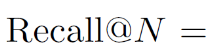 Recall@N =